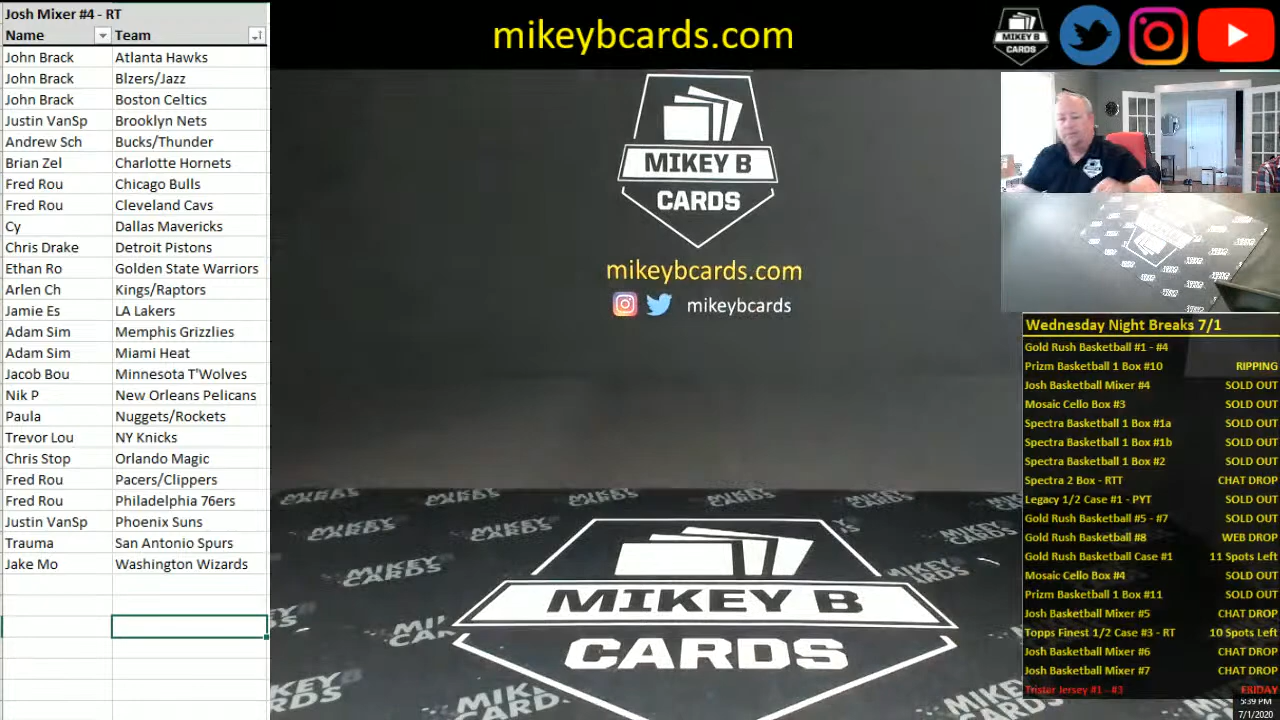 Josh Mixer #4 - RT
Name Team
John Brack Atlanta Hawks
John Brack Blzers/Jazz
John Brack Boston Celtics
Justin VanSp Brooklyn Nets
Andrew Sch Bucks/Thunder
Brian Zel Charlotte Hornets
Fred Rou Chicago Bulls
Fred Rou Cleveland Cavs
Cy Dallas Mavericks
Chris Drake Detroit Pistons
Ethan Ro Golden State Warriors
Arlen Ch Kings/Raptors
Jamie Es LA Lakers
Adam Sim Memphis Grizzlies
Adam Sim Miami Heat
Jacob Bou Minnesota T'Wolves
Nik P New Orleans Pelicans
Paula Nuggets/Rockets
Trevor Lou NY Knicks
Chris Stop Orlando Magic
Fred Rou Pacers/Clippers
Fred Rou Philadelphia 76ers
Justin VanSp Phoenix Suns
Trauma San Antonio Spurs
Jake Mo Washington Wizards
mikeybcards.com
MIKEY B
CARDS
MIKEY B
CARDS
mikeybcards.com
mikeybcards
MIKEY B
CARDS
Wednesday Night Breaks 7/1
Gold Rush Basketball #1 - #4
Prizm Basketball 1 Box #10 RIPPING
Josh Basketball Mixer #4 SOLD OUT
Mosaic Cello Box #3 SOLD OUT
Spectra Basketball 1 Box #1a SOLD OUT
Spectra Basketball 1 Box #1b SOLD OUT
Spectra Basketball 1 Box #2 SOLD OUT
Spectra 2 Box - RTT CHAT DROP
Legacy 1/2 Case #1 - PYT SOLD OUT
Gold Rush Basketball #5 - #7 SOLD OUT
Gold Rush Basketball #8 WEB DROP
Gold Rush Basketball Case #1 11 Spots Left
Mosaic Cello Box #4 SOLD OUT
Prizm Basketball 1 Box #11 SOLD OUT
Josh Basketball Mixer #5 CHAT DROP
Topps Finest 1/2 Case #3 - RT 10 Spots Left
Josh Basketball Mixer #6 CHAT DROP
Josh Basketball Mixer #7 CHAT DROP
Tristar Jersey #1 - #3 FRIDAY
5:39 PM
7/1/2020